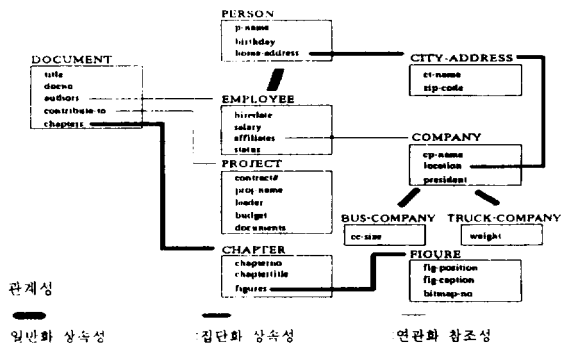 PERSON
p-name
birthday
home-address
DOCUMENT
title
docno
authors
contribute-to
chapters
CITY-ADDRESS
ct-name
zip-code
EMPLOYEE
hiredate
salary
affiliates
status
COMPANY
cp-name
location
president
PROJECT
contract#
proj-name
leader
budget
documents
BUS-COMPANY
cc-size
TRUCK-COMPANY
weight
CHAPTER
chapterno
chaptertitle
figures
FIGURE
fig-position
fig-caption
bitmap-no
관계성
일반화 상속성
집단화 상속성
연관화 참조성